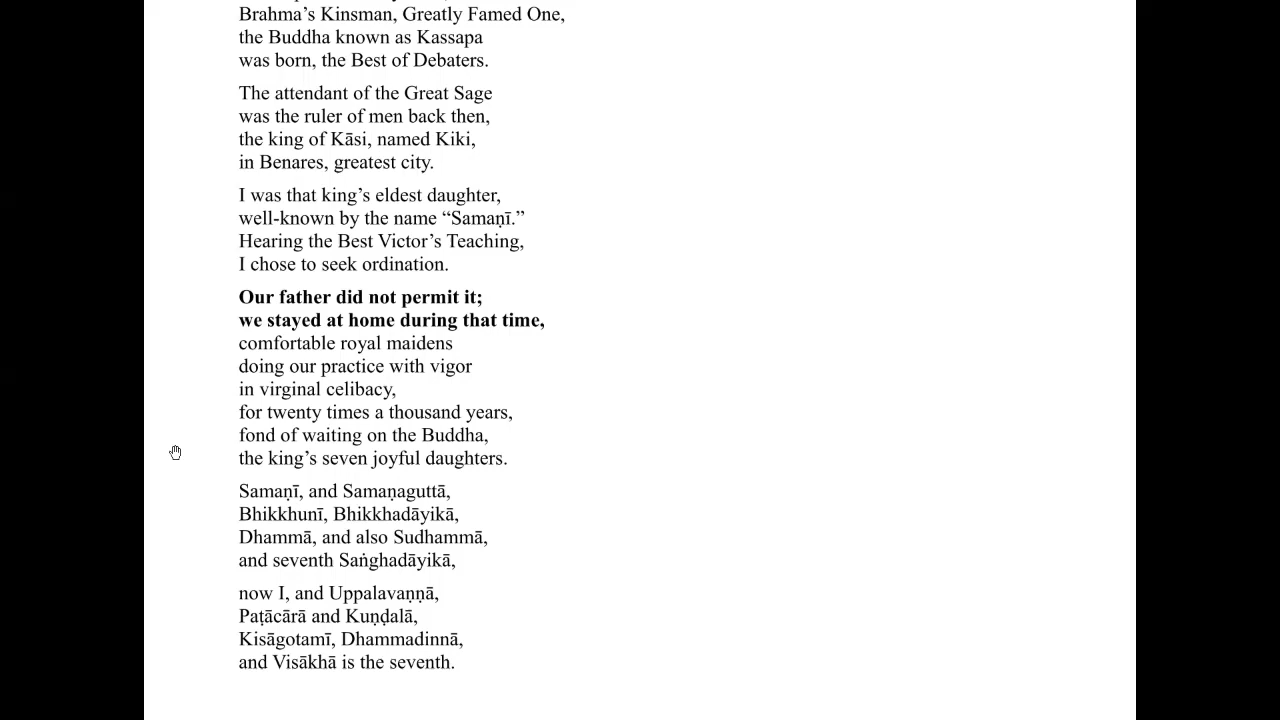 Brahma's Kinsman, Greatly Famed One,
the Buddha known as Kassapa
was born, the Best of Debaters.
The attendant of the Great Sage
was the ruler of men back then,
the king of Kāsi, named Kiki,
in Benares, greatest city.
I was that king's eldest daughter,
well-known by the name “Samaṇī.”
Hearing the Best Victor's Teaching,
I chose to seek ordination.
Our father did not permit it;
we stayed at home during that time,
comfortable royal maidens
doing our practice with vigor
in virginal celibacy,
for twenty times a thousand years,
fond of waiting on the Buddha,
the king's seven joyful daughters.
Samaṇī, and Samaṇaguttā,
Bhikkhunī, Bhikkhadāyikā,
Dhammā, and also Sudhammā,
and seventh Saṅghadāyikā,
now I, and Uppalavaṇṇā,
Paṭācārā and Kuṇḍalā,
Kisāgotamī, Dhammadinnā,
and Visākhā is the seventh.